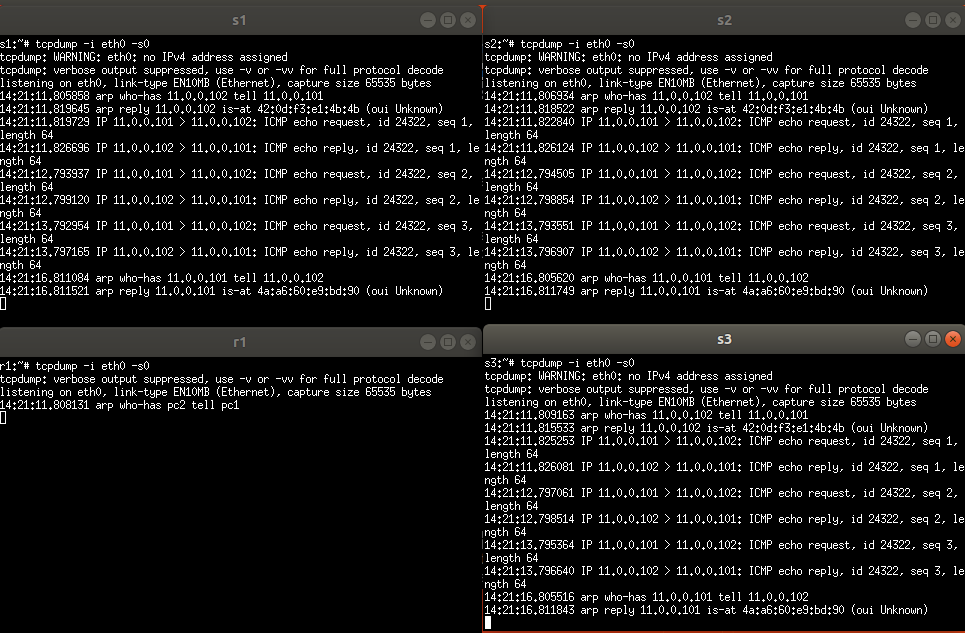 s1
s1:~# tcpdump -i eth0 -s0
tcpdump: WARNING: eth0: no IPv4 address assigned
tcpdump: verbose output suppressed, use -v or -vv for full protocol decode
listening on eth0, link-type EN10MB (Ethernet), capture size 65535 bytes
14:21:11.805858 arp who-has 11.0.0.102 tell 11.0.0.101
14:21:11.819645 arp reply 11.0.0.102 is-at 42:0d:f3:e1:4b:4b (oui Unknown)
14:21:11.819729 IP 11.0.0.101 > 11.0.0.102: ICMP echo request, id 24322, seq 1,
length 64
14:21:11.826696 IP 11.0.0.102 > 11.0.0.101: ICMP echo reply, id 24322, seq 1, le
ngth 64
14:21:12.793937 IP 11.0.0.101 > 11.0.0.102: ICMP echo request, id 24322, seq 2,
length 64
14:21:12.799120 IP 11.0.0.102 > 11.0.0.101: ICMP echo reply, id 24322, seq 2, le
ngth 64
14:21:13.792954 IP 11.0.0.101 > 11.0.0.102: ICMP echo request, id 24322, seq 3,
length 64
14:21:13.797165 IP 11.0.0.102 > 11.0.0.101: ICMP echo reply, id 24322, seq 3, le
ngth 64
14:21:16.811084 arp who-has 11.0.0.101 tell 11.0.0.102
14:21:16.811521 arp reply 11.0.0.101 is-at 4a:a6:60:e9:bd:90 (oui Unknown)
s2
s2:~# tcpdump -i eth0 -s0
tcpdump: WARNING: eth0: no IPv4 address assigned
tcpdump: verbose output suppressed, use -v or -vv for full protocol decode
listening on eth0, link-type EN10MB (Ethernet), capture size 65535 bytes
14:21:11.806934 arp who-has 11.0.0.102 tell 11.0.0.101
14:21:11.818522 arp reply 11.0.0.102 is-at 42:0d:f3:e1:4b:4b (oui Unknown)
14:21:11.822840 IP 11.0.0.101 > 11.0.0.102: ICMP echo request, id 24322, seq 1,
length 64
14:21:11.826124 IP 11.0.0.102 > 11.0.0.101: ICMP echo reply, id 24322, seq 1, le
ngth 64
14:21:12.794505 IP 11.0.0.101 > 11.0.0.102: ICMP echo request, id 24322, seq 2,
length 64
14:21:12.798854 IP 11.0.0.102 > 11.0.0.101: ICMP echo reply, id 24322, seq 2, le
ngth 64
14:21:13.793551 IP 11.0.0.101 > 11.0.0.102: ICMP echo request, id 24322, seq 3,
length 64
14:21:13.796907 IP 11.0.0.102 > 11.0.0.101: ICMP echo reply, id 24322, seq 3, le
ngth 64
14:21:16.805620 arp who-has 11.0.0.101 tell 11.0.0.102
14:21:16.811749 arp reply 11.0.0.101 is-at 4a:a6:60:e9:bd:90 (oui Unknown)
r1
r1:~# tcpdump -i eth0 -s0
tcpdump: verbose output suppressed, use -v or -vv for full protocol decode
listening on eth0, link-type EN10MB (Ethernet), capture size 65535 bytes
14:21:11.808131 arp who-has pc2 tell pc1
s3
s3:~# tcpdump -i eth0 -s0
tcpdump: WARNING: eth0: no IPv4 address assigned
tcpdump: verbose output suppressed, use -v or -vv for full protocol decode
listening on eth0, link-type EN10MB (Ethernet), capture size 65535 bytes
14:21:11.809163 arp who-has 11.0.0.102 tell 11.0.0.101
14:21:11.815533 arp reply 11.0.0.102 is-at 42:0d:f3:e1:4b:4b (oui Unknown)
14:21:11.825253 IP 11.0.0.101 > 11.0.0.102: ICMP echo request, id 24322, seq 1,
length 64
14:21:11.826081 IP 11.0.0.102 > 11.0.0.101: ICMP echo reply, id 24322, seq 1, le
ngth 64
14:21:12.797061 IP 11.0.0.101 > 11.0.0.102: ICMP echo request, id 24322, seq 2,
length 64
14:21:12.798514 IP 11.0.0.102 > 11.0.0.101: ICMP echo reply, id 24322, seq 2, le
ngth 64
14:21:13.795364 IP 11.0.0.101 > 11.0.0.102: ICMP echo request, id 24322, seq 3,
length 64
14:21:13.796640 IP 11.0.0.102 > 11.0.0.101: ICMP echo reply, id 24322, seq 3, le
ngth 64
14:21:16.805516 arp who-has 11.0.0.101 tell 11.0.0.102
14:21:16.811843 arp reply 11.0.0.101 is-at 4a:a6:60:e9:bd:90 (oui Unknown)